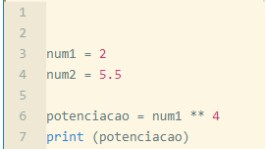 1
2
3 num1 = 2
4 num2 = 5.5
5
6 potenciacao = num1 ** 4
7 print (potenciacao)